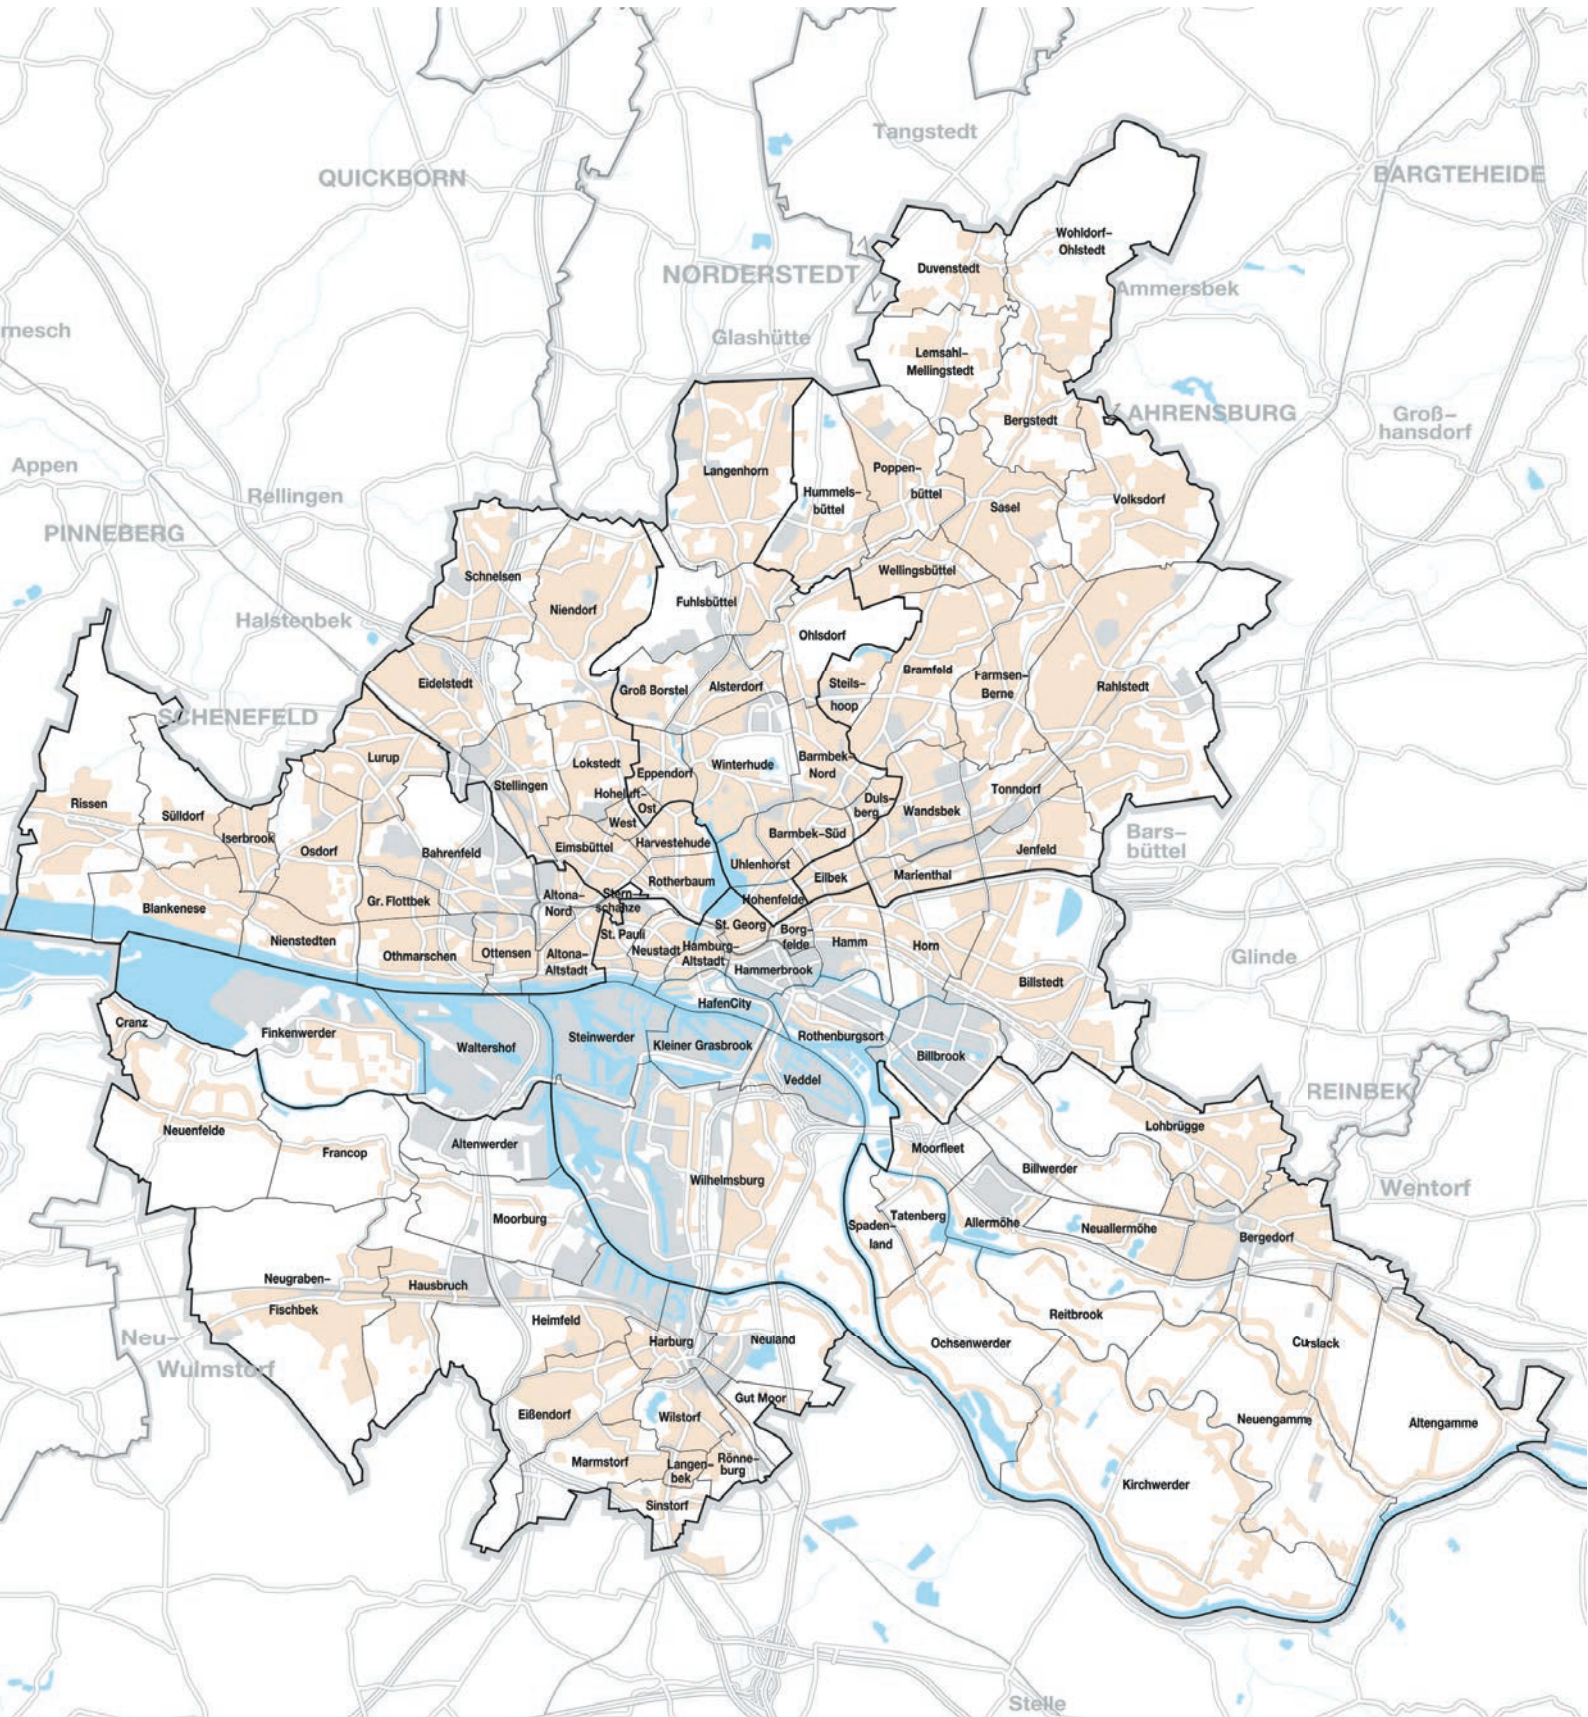 Tangstedt
QUICKBORN
BARGTEHEIDE
Wohldorf-
Ohlstedt
NORDERSTEDT
Duvenstedt
Ammersbek
rnesch
Glashütte
Lemsahl-
Mellingstedt
AHRENSBURG
Groß-
hansdorf
Bergstedt
Appen
Langenhorn
Poppen-
büttel
Rellingen
Hummels-
büttel
Sasel
Volksdorf
PINNEBERG
Schnelsen
Wellingsbüttel
Niendorf
Fuhlsbüttel
Halstenbek
Ohlsdorf
Eidelstedt
Groß Borstel
Alsterdorf
Steils-
hoop
Bramfeld
Farmsen-
Berne
Rahlstedt
SCHENEFELD
Lurup
Lokstedt
Eppendorf
Winterhude
Barmbek-
Nord
Stellingen
Hoheluft-
Ost
West
Duls-
berg
Wandsbek
Tonndorf
Rissen
Sülldorf
Iserbrook
Osdorf
Bahrenfeld
Eimsbüttel
Harvestehude
Barmbek-Süd
Bars-
büttel
Jenfeld
Uhlenhorst
Eilbek
Marienthal
Rotherbaum
Blankenese
Gr. Flottbek
Altona-
Nord
Stern-
schanze
Hohenfelde
St. Georg
Borg-
felde
Nienstedten
Othmarschen
Ottensen
Altona-
Altstadt
St. Pauli
Neustadt
Hamburg-
Altstadt
Hamm
Horn
Glinde
Hammerbrook
Billstedt
HafenCity
Cranz
Finkenwerder
Waltershof
Steinwerder
Kleiner Grasbrook
Rothenburgsort
Billbrook
Veddel
REINBEK
Neuenfelde
Francop
Altenwerder
Lohbrügge
Moorfleet
Billwerder
Wilhelmsburg
Wentorf
Moorburg
Spaden-
land
Tatenberg
Allermöhe
Neuallermöhe
Bergedorf
Neugraben-
Fischbek
Hausbruch
Heimfeld
Reitbrook
Neu-
Wulmstorf
Harburg
Neuland
Ochsenwerder
Curslack
Gut Moor
Eißendorf
Wilstorf
Neuengamme
Altengamme
Marmstorf
Langen-
bek
Rönne-
burg
Kirchwerder
Sinstorf
Stelle